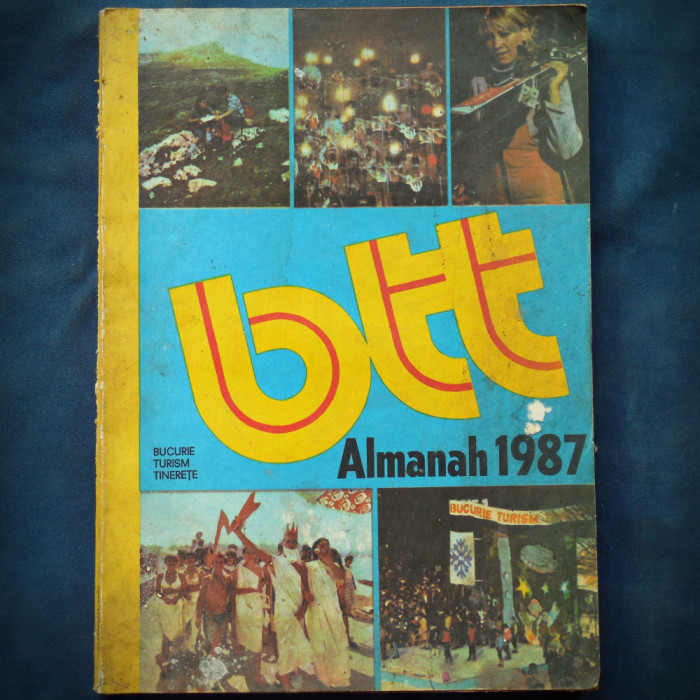 BUCURIE TURISM
btt
BUCURIE
TURISM
TINEREȚE
Almanah 1987